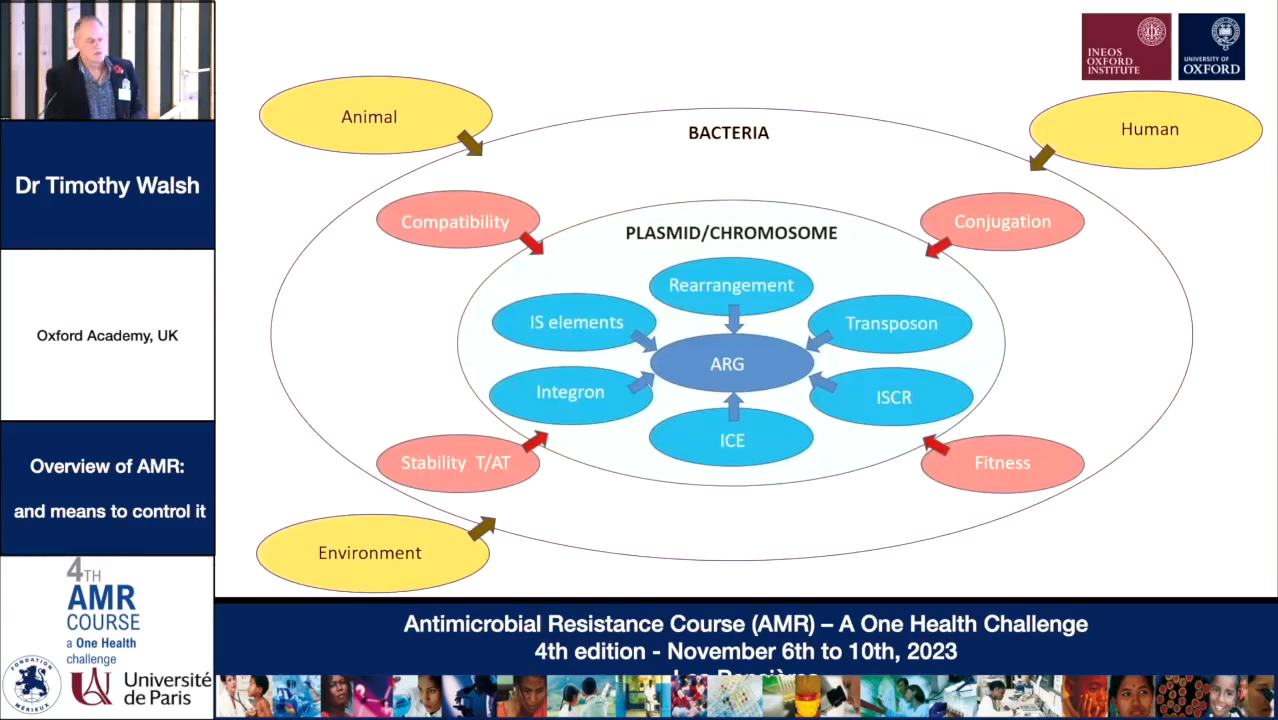 INEOS
OXFORD
INSTITUTE
UNIVERSITY OF
OXFORD
Animal
Human
BACTERIA
Dr Timothy Walsh
Compatibility
Conjugation
PLASMID/CHROMOSOME
Rearrangement
IS elements
Transposon
ARG
Integron
ISCR
ICE
Stability T/AT
Fitness
Environment
Oxford Academy, UK
Overview of AMR:
and means to control it
4TH
AMR
COURSE
a One Health
challenge
FONDATION
MÉRIEUX
Université
de Paris
Antimicrobial Resistance Course (AMR) – A One Health Challenge
4th edition - November 6th to 10th, 2023